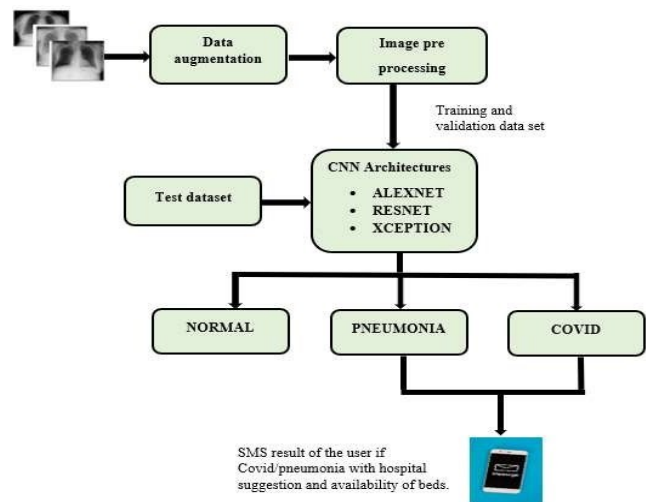 Data
augmentation
Image pre
processing
Training and
validation data set
CNN Architectures
• ALEXNET
• RESNET
• XCEPTION
Test dataset
NORMAL
PNEUMONIA
COVID
SMS result of the user if
Covid/pneumonia with hospital
suggestion and availability of beds.